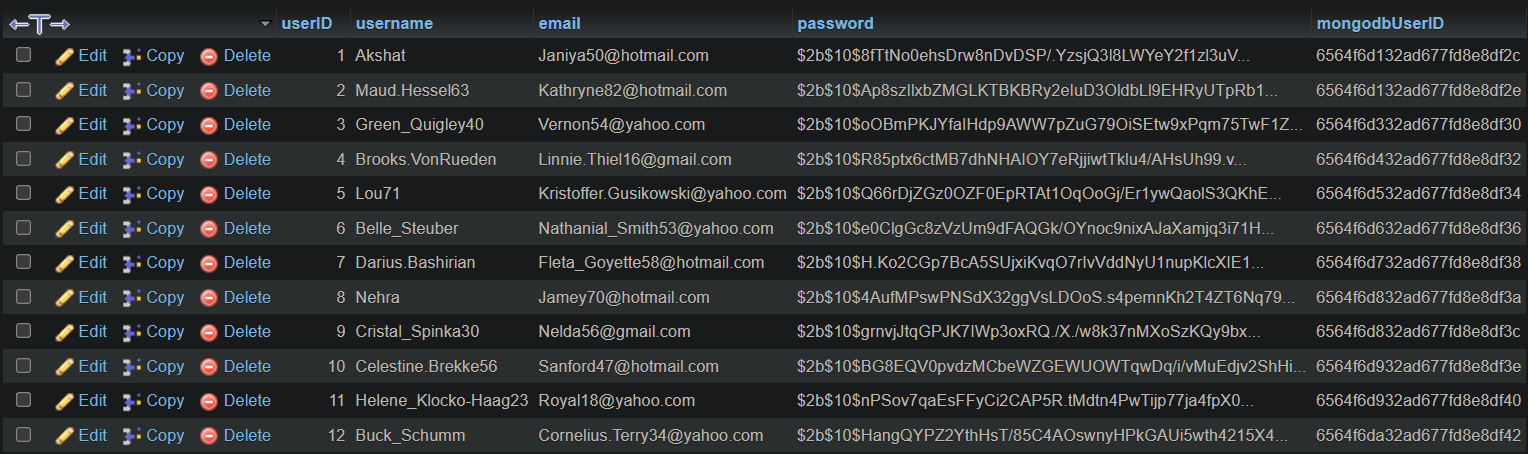 userID username email password mongodbUserID
Edit Copy Delete 1 Akshat Janiya50@hotmail.com $2b$10$8fTtNo0ehsDrw8nDvDSP/.YzsjQ3l8LWYeY2f1zl3uV... 6564f6d132ad677fd8e8df2c
Edit Copy Delete 2 Maud.Hessel63 Kathryne82@hotmail.com $2b$10$Ap8szIlxbZMGLKTBKBRy2eluD3OldbLl9EHRyUTpRb1... 6564f6d132ad677fd8e8df2e
Edit Copy Delete 3 Green_Quigley40 Vernon54@yahoo.com $2b$10$oOBmPKJYfaIHdp9AWW7pZuG79OiSEtw9xPqm75TwF1Z... 6564f6d332ad677fd8e8df30
Edit Copy Delete 4 Brooks.VonRueden Linnie.Thiel16@gmail.com $2b$10$R85ptx6ctMB7dhNHAIOY7eRjjiwtTklu4/AHsUh99.v... 6564f6d432ad677fd8e8df32
Edit Copy Delete 5 Lou71 Kristoffer.Gusikowski@yahoo.com $2b$10$Q66rDjZGz0OZF0EpRTAt1OqOoGj/Er1ywQaolS3QKhE... 6564f6d532ad677fd8e8df34
Edit Copy Delete 6 Belle_Steuber Nathanial_Smith53@yahoo.com $2b$10$e0ClgGc8zVzUm9dFAQGk/OYnoc9nixAJaXamjq3i71H... 6564f6d632ad677fd8e8df36
Edit Copy Delete 7 Darius.Bashirian Fleta_Goyette58@hotmail.com $2b$10$H.Ko2CGp7BcA5SUjxiKvqO7rlvVddNyU1nupKlcXIE1... 6564f6d732ad677fd8e8df38
Edit Copy Delete 8 Nehra Jamey70@hotmail.com $2b$10$4AufMPswPNSdX32ggVsLDOoS.s4pemnKh2T4ZT6Nq79... 6564f6d832ad677fd8e8df3a
Edit Copy Delete 9 Cristal_Spinka30 Nelda56@gmail.com $2b$10$grnvjJtqGPJK7IWp3oxRQ./X./w8k37nMXoSzKQy9bx... 6564f6d832ad677fd8e8df3c
Edit Copy Delete 10 Celestine.Brekke56 Sanford47@hotmail.com $2b$10$BG8EQV0pvdzMCbeWZGEWUOWTqwDq/i/vMuEdjv2ShHi... 6564f6d932ad677fd8e8df3e
Edit Copy Delete 11 Helene_Klocko-Haag23 Royal18@yahoo.com $2b$10$nPSov7qaEsFFyCi2CAP5R.tMdtn4PwTijp77ja4fpX0... 6564f6d932ad677fd8e8df40
Edit Copy Delete 12 Buck_Schumm Cornelius.Terry34@yahoo.com $2b$10$HangQYPZ2YthHsT/85C4AOswnyHPkGAUi5wth4215X4... 6564f6da32ad677fd8e8df42